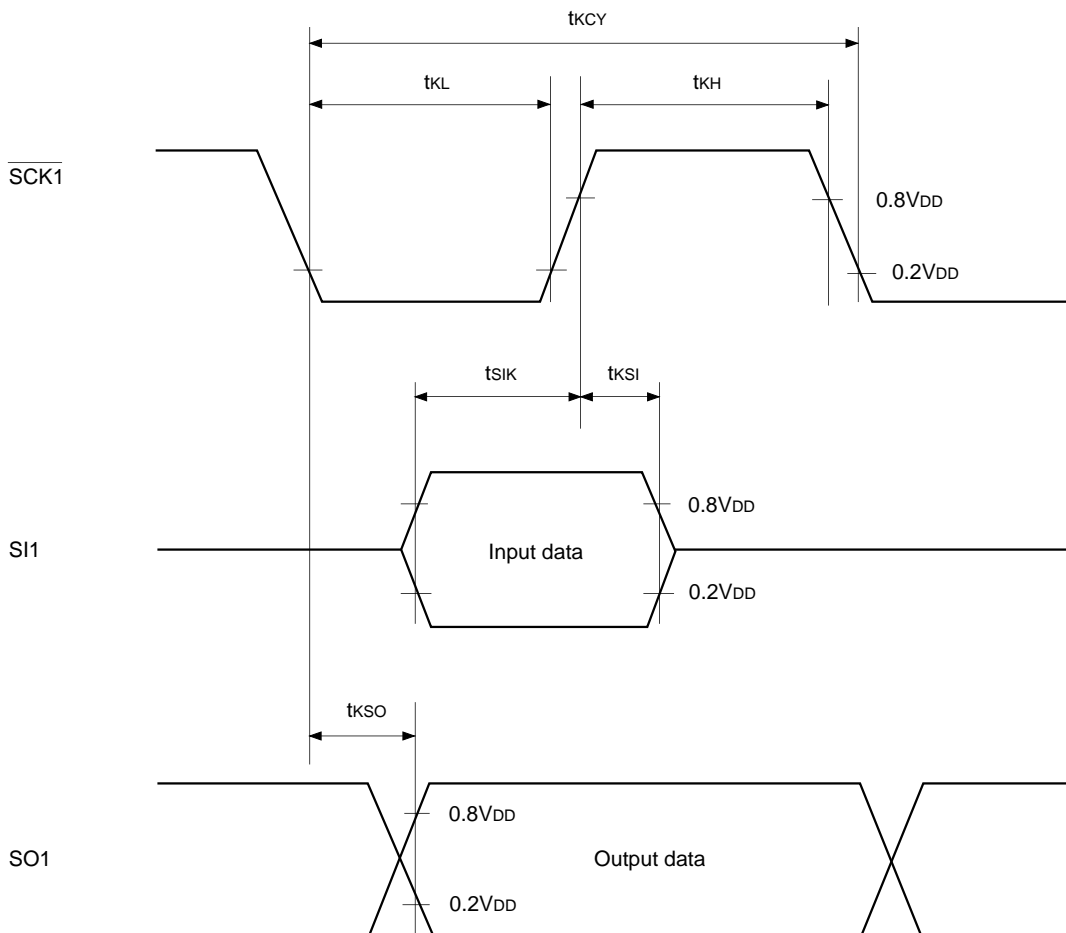 tKCY
tKL
tKH
SCK1
0.8VDD
0.2VDD
tSIK
tKSI
0.8VDD
SI1
Input data
0.2VDD
tKSO
0.8VDD
SO1
Output data
0.2VDD